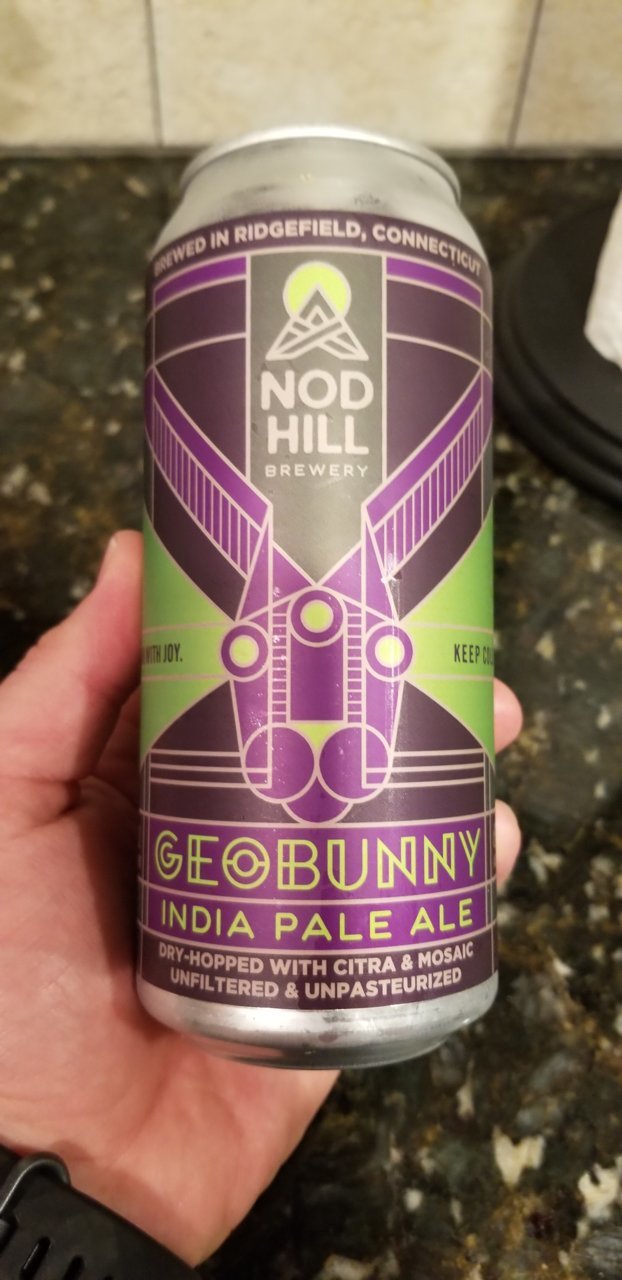 BREWED IN RIDGEFIELD, CONNECTICUT
NOD
HILL
BREWERY
WITH JOY.
KEEP
GEOBUNNY
INDIA PALE ALE
DRY-HOPPED WITH CITRA & MOSAIC
UNFILTERED & UNPASTEURIZED